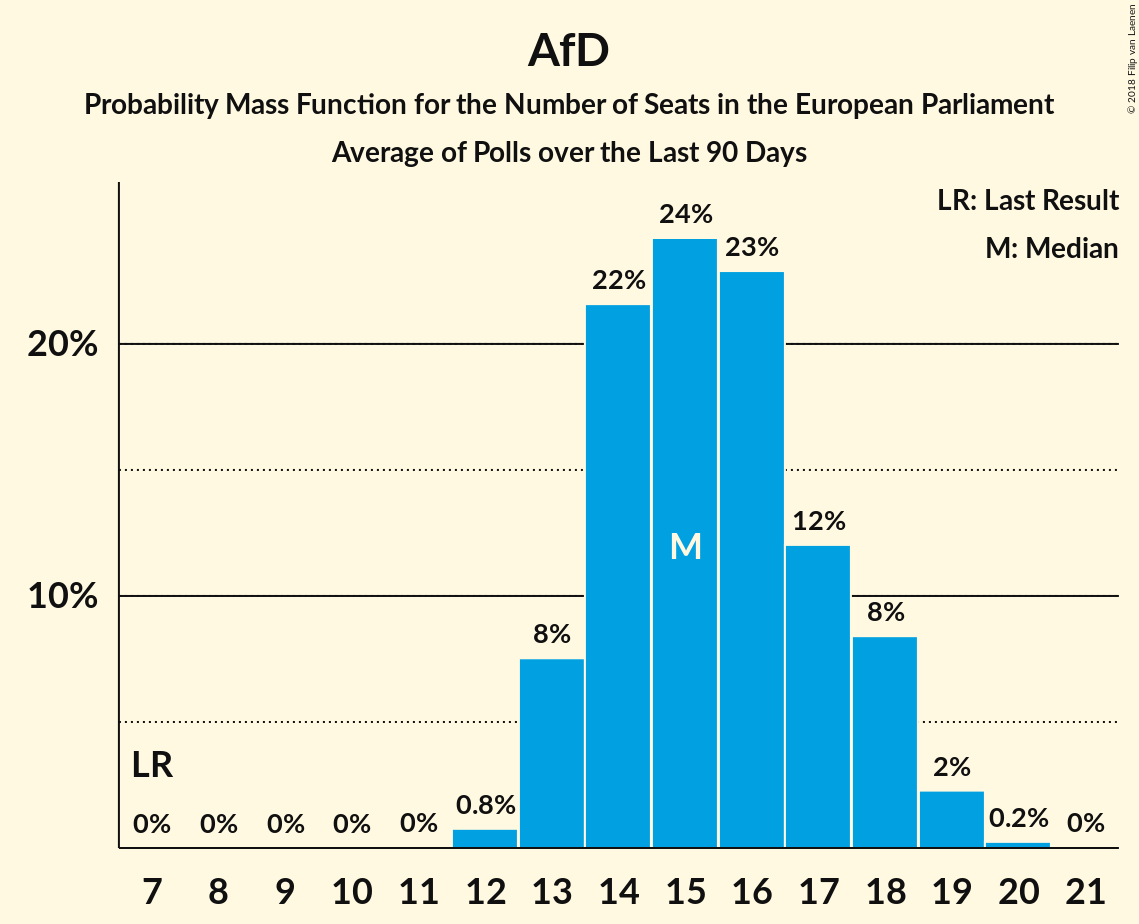 AfD
Probability Mass Function for the Number of Seats in the European Parliament
Average of Polls over the Last 90 Days
© 2018 Filip van Laenen
LR: Last Result
M: Median
24%
23%
22%
20%
12%
M
10%
8%
8%
LR
2%
0% 0% 0% 0% 0% 0.8% 0.2% 0%
7 8 9 10 11 12 13 14 15 16 17 18 19 20 21